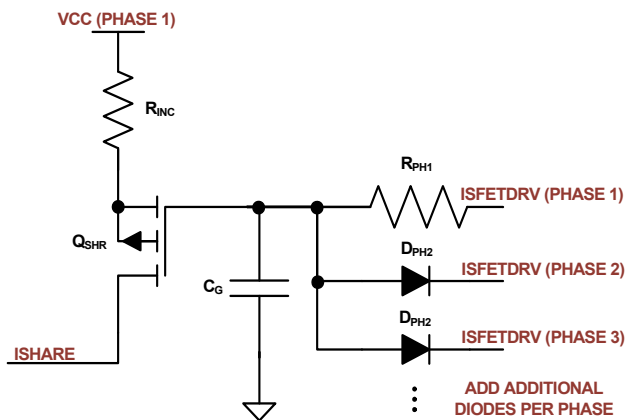 VCC (PHASE 1)
RINC
RPH1
ISFETDRV (PHASE 1)
QSHR
DPH2
ISFETDRV (PHASE 2)
CG
DPH2
ISFETDRV (PHASE 3)
ISHARE
ADD ADDITIONAL
DIODES PER PHASE